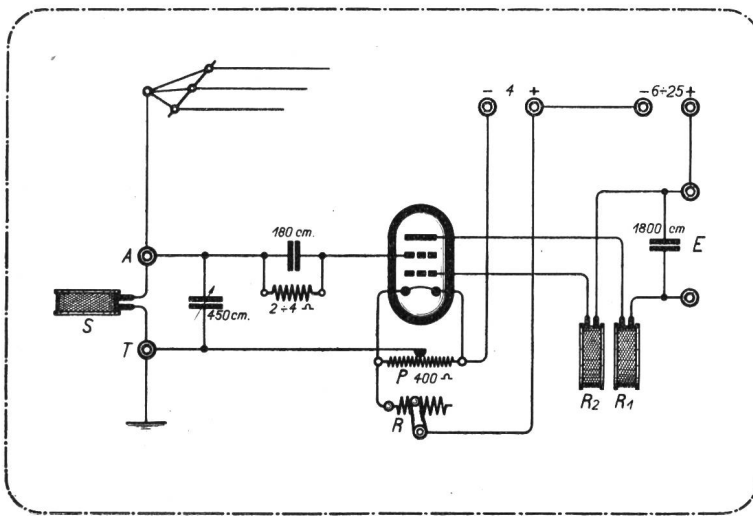 - 4 +
- 6÷25 +
A
180 cm.
1800 cm
E
2÷4 Ω
450 cm.
S
T
P 400 Ω
R
R2
R1